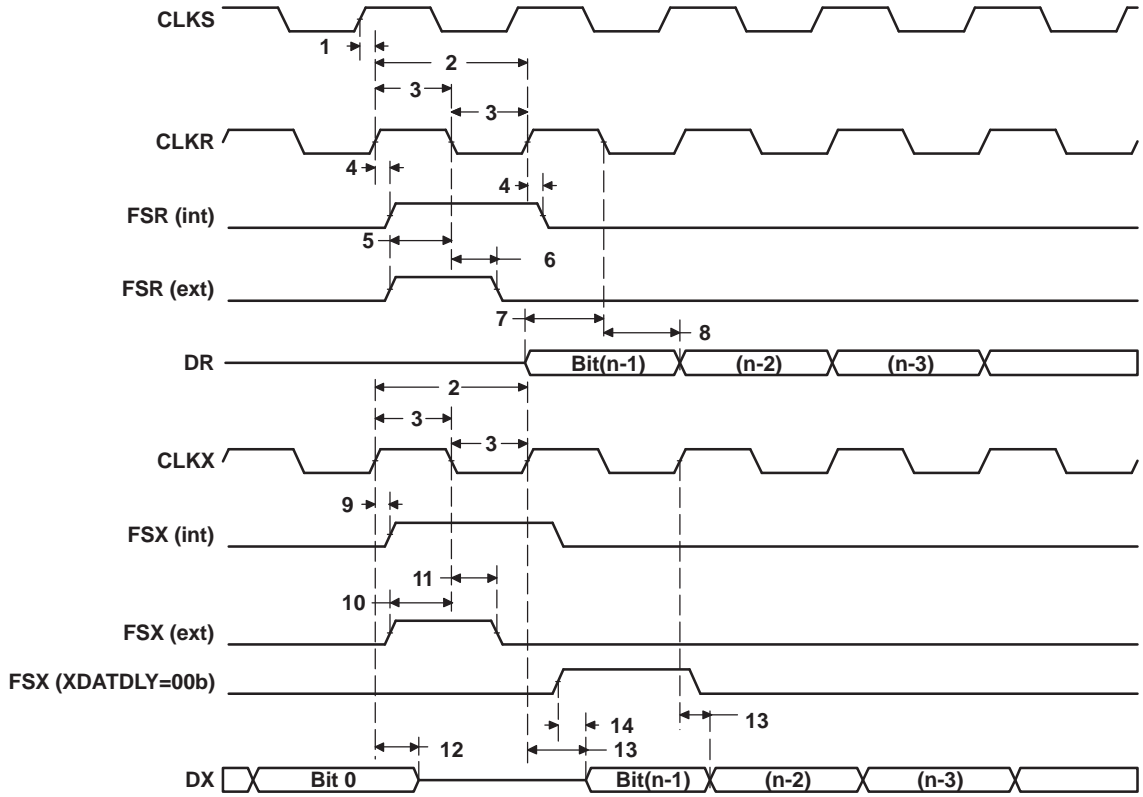 CLKS
1
2
3
3
CLKR
4
4
FSR (int)
5
6
FSR (ext)
7
8
DR Bit(n-1) (n-2) (n-3)
2
3
3
CLKX
9
FSX (int)
11
10
FSX (ext)
FSX (XDATDLY=00b)
14
13
12
13
DX Bit 0 Bit(n-1) (n-2) (n-3)